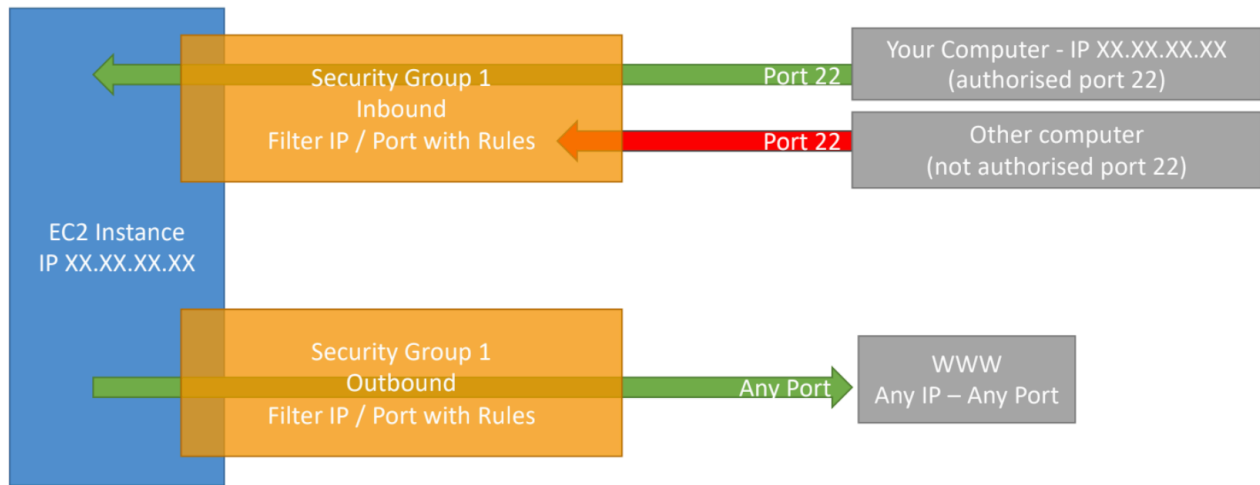 Your Computer - IP XX.XX.XX.XX
(authorised port 22)
Port 22
Security Group 1
Inbound
Filter IP / Port with Rules
Port 22
Other computer
(not authorised port 22)
EC2 Instance
IP XX.XX.XX.XX
Security Group 1
Outbound
Filter IP / Port with Rules
Any Port
WWW
Any IP – Any Port